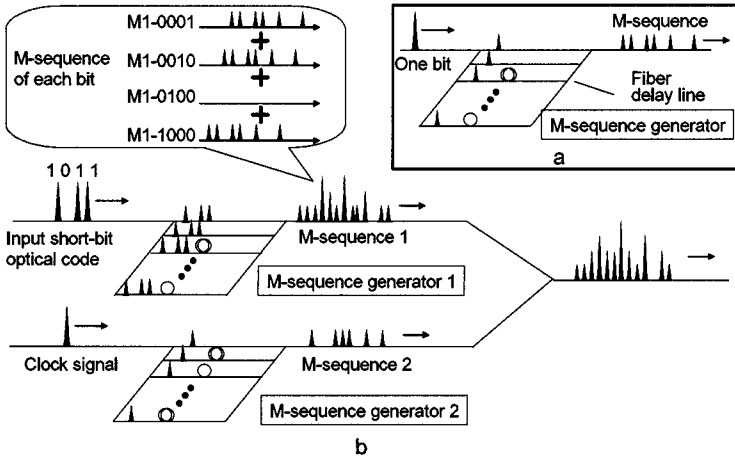 M-sequence
of each bit
M1-0001
M1-0010
M1-0100
M1-1000
M-sequence
One bit
Fiber
delay line
M-sequence generator
a
1 0 1 1
Input short-bit
optical code
M-sequence 1
M-sequence generator 1
Clock signal
M-sequence 2
M-sequence generator 2
b